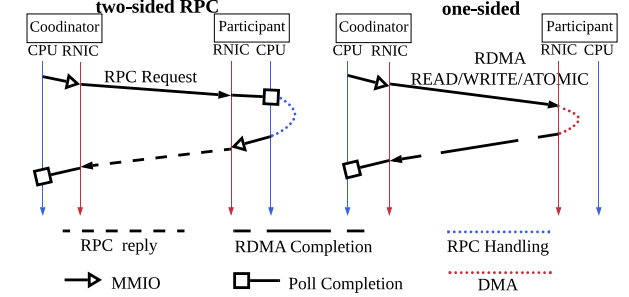 two-sided RPC
one-sided
Coodinator
Participant
Coodinator
Participant
CPU RNIC
RNIC CPU
CPU RNIC
RNIC CPU
RPC Request
RDMA
READ/WRITE/ATOMIC
RPC reply
RDMA Completion
RPC Handling
MMIO
Poll Completion
DMA